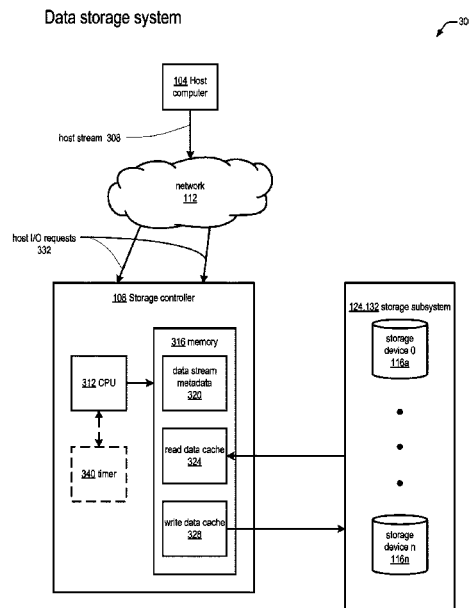 Data storage system
30
104 Host
computer
host stream 308
network
112
host I/O requests
332
108 Storage controller
124,132 storage subsystem
316 memory
storage
device 0
116a
312 CPU
data stream
metadata
320
340 timer
read data cache
324
write data cache
328
storage
device n
116n